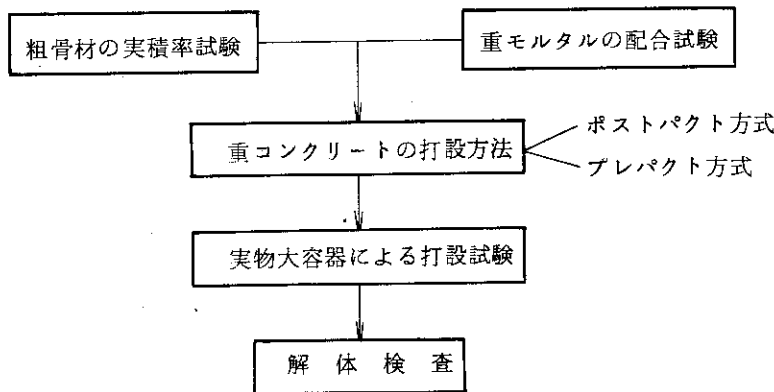 粗骨材の実積率試験
重モルタルの配合試験
重コンクリートの打設方法
ポストパクト方式
プレパクト方式
実物大容器による打設試験
解体検査